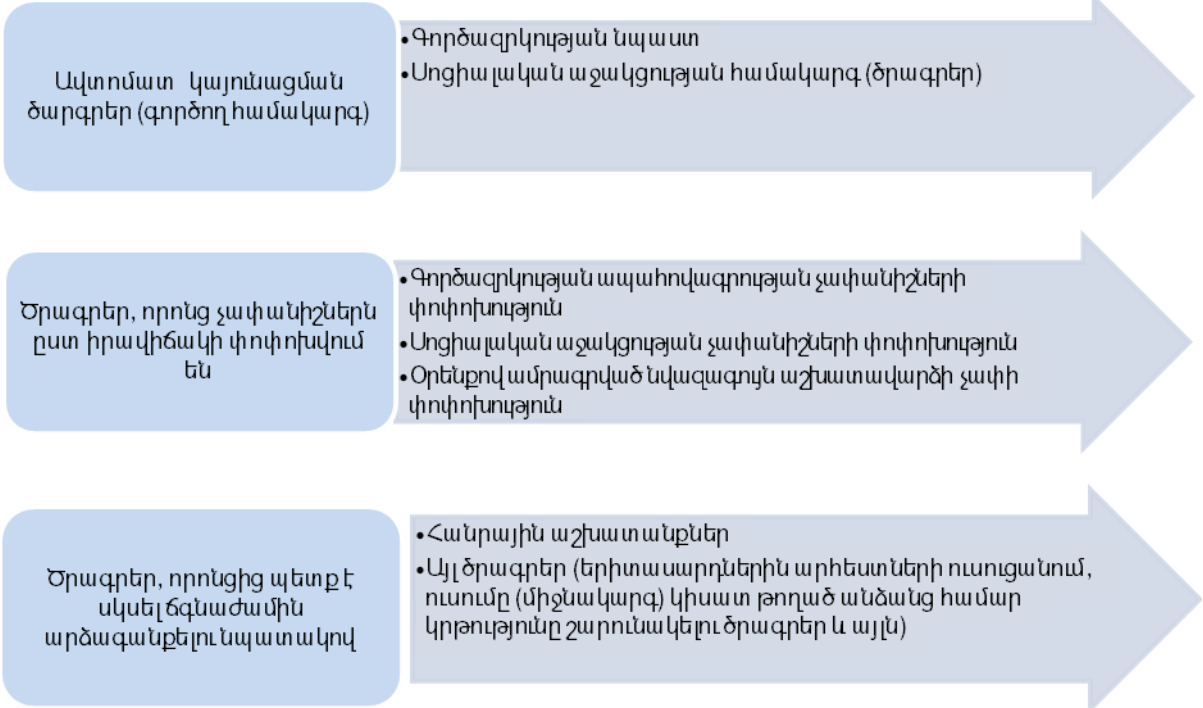 Ավտոմատ կայունացման
ծարգրեր (գործող համակարգ)
•Գործազրկության նպաստ
•Սոցիալական աջակցության համակարգ (ծրագրեր)
Ծրագրեր, որոնց չափանիշներն
ըստ իրավիճակի փոփոխվում
են
•Գործազրկության ապահովագրության չափանիշների
փոփոխություն
•Սոցիալական աջակցության չափանիշների փոփոխություն
•Օրենքով ամրագրված նվազագույն աշխատավարձի չափի
փոփոխություն
Ծրագրեր, որոնցից պետք է
սկսել ճգնաժամին
արձագանքելու նպատակով
•Հանրային աշխատանքներ
•Այլ ծրագրեր (երիտասարդներին արհեստների ուսուցանում,
ուսումը (միջնակարգ) կիսատ թողած անձանց համար
կրթությունը շարունակելու ծրագրեր և այլն)